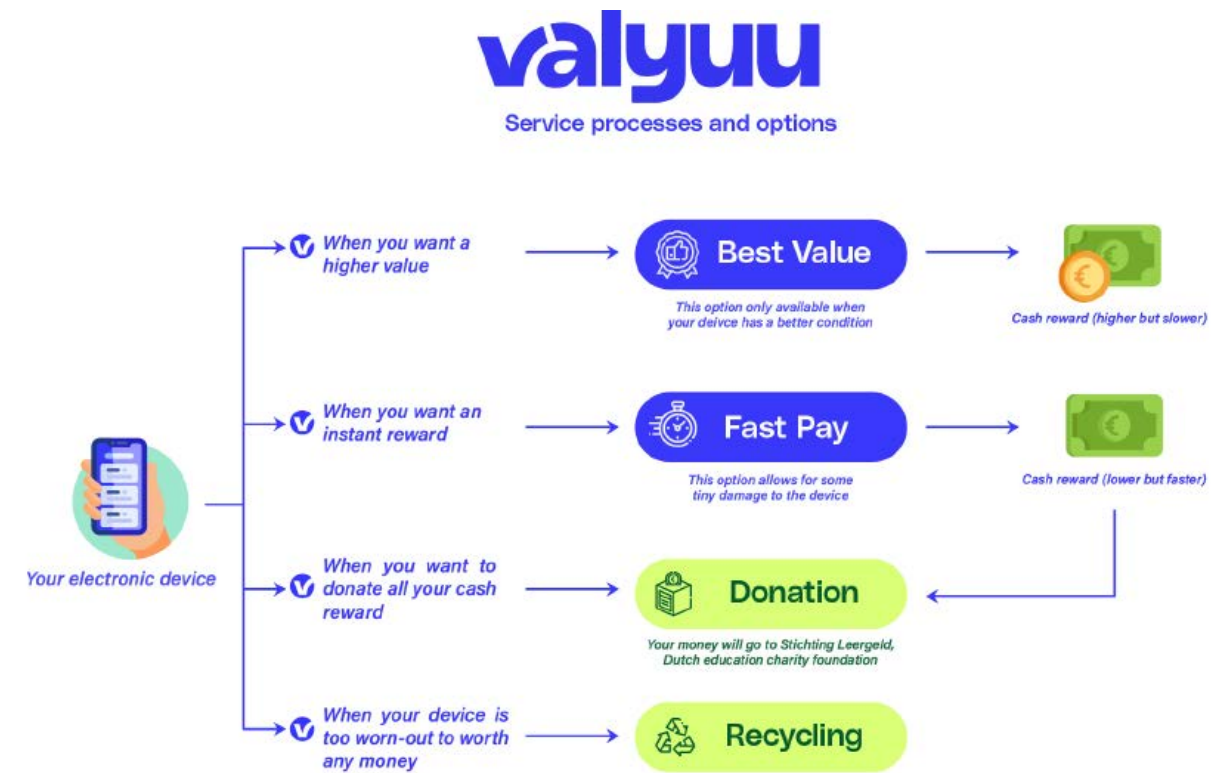 valyuu
Service processes and options
When you want a
higher value
Best Value
This option only available when
your deivce has a better condition
Cash reward (higher but slower)
When you want an
instant reward
Fast Pay
This option allows for some
tiny damage to the device
Cash reward (lower but faster)
Your electronic device
When you want to
donate all your cash
reward
Donation
Your money will go to Stichting Leergeld,
Dutch education charity foundation
When your device is
too worn-out to worth
any money
Recycling